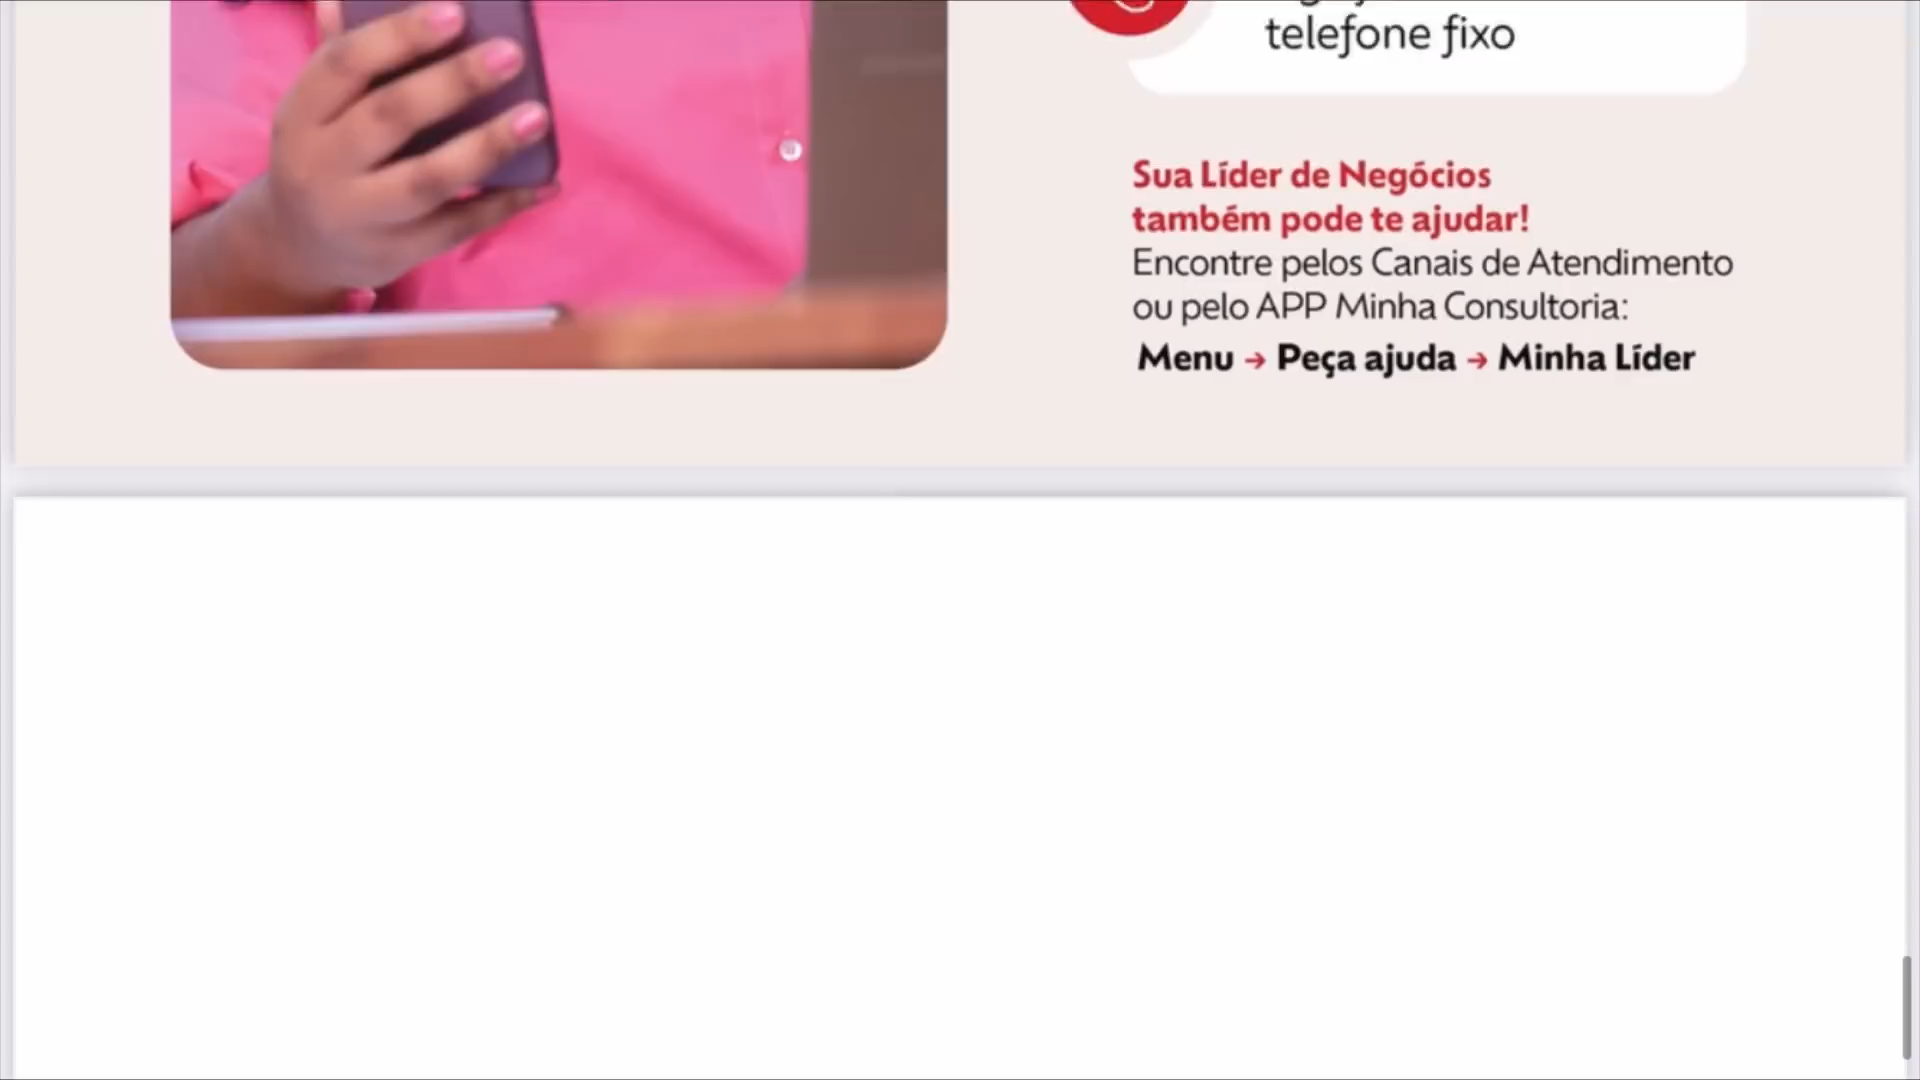 telefone fixo
Sua Líder de Negócios
também pode te ajudar!
Encontre pelos Canais de Atendimento
ou pelo APP Minha Consultoria:
Menu → Peça ajuda → Minha Líder